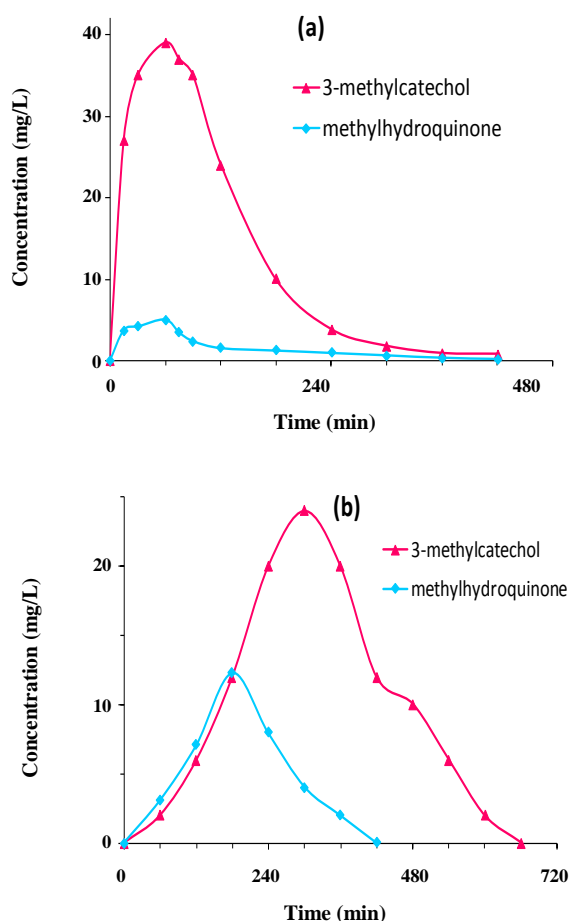 (a)
40
30
20
10
0
3-methylcatechol
methylhydroquinone
Concentration (mg/L)
0 240 480
Time (min)
(b)
20
10
0
3-methylcatechol
methylhydroquinone
Concentration (mg/L)
0 240 480 720
Time (min)